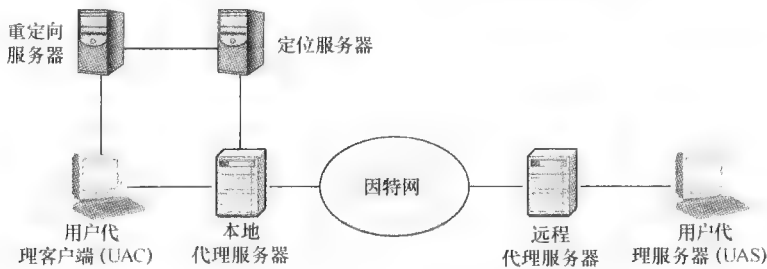 重定向
服务器
定位服务器
因特网
用户代
理客户端 (UAC)
本地
代理服务器
远程
代理服务器
用户代
理服务器 (UAS)